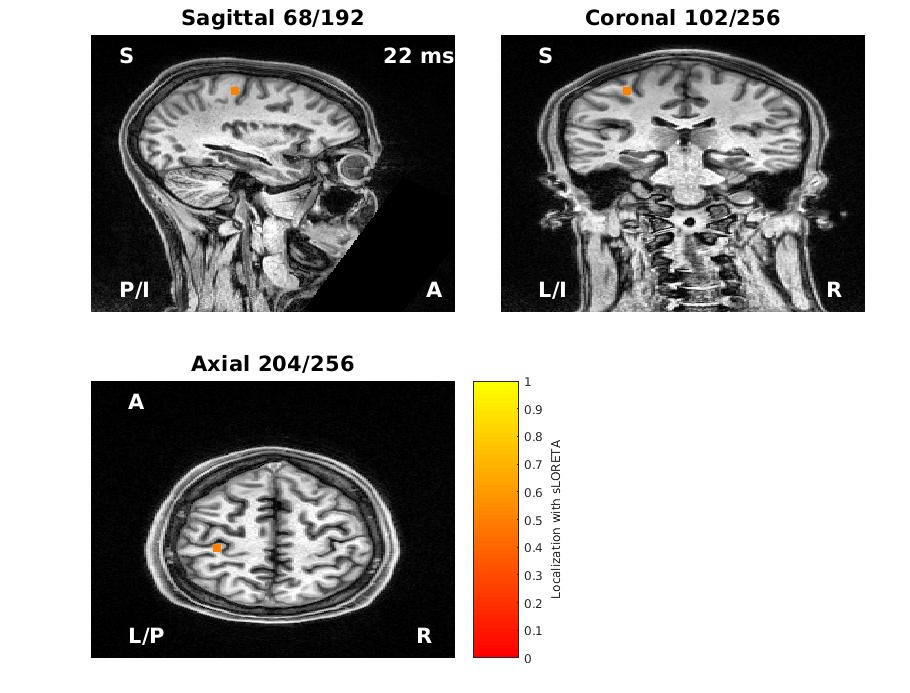 Sagittal 68/192
S
22 ms
P/I
A
Coronal 102/256
S
L/I
R
Axial 204/256
A
L/P
R
1
0.9
0.8
0.7
0.6
0.5
0.4
0.3
0.2
0.1
0
Localization with sLORETA